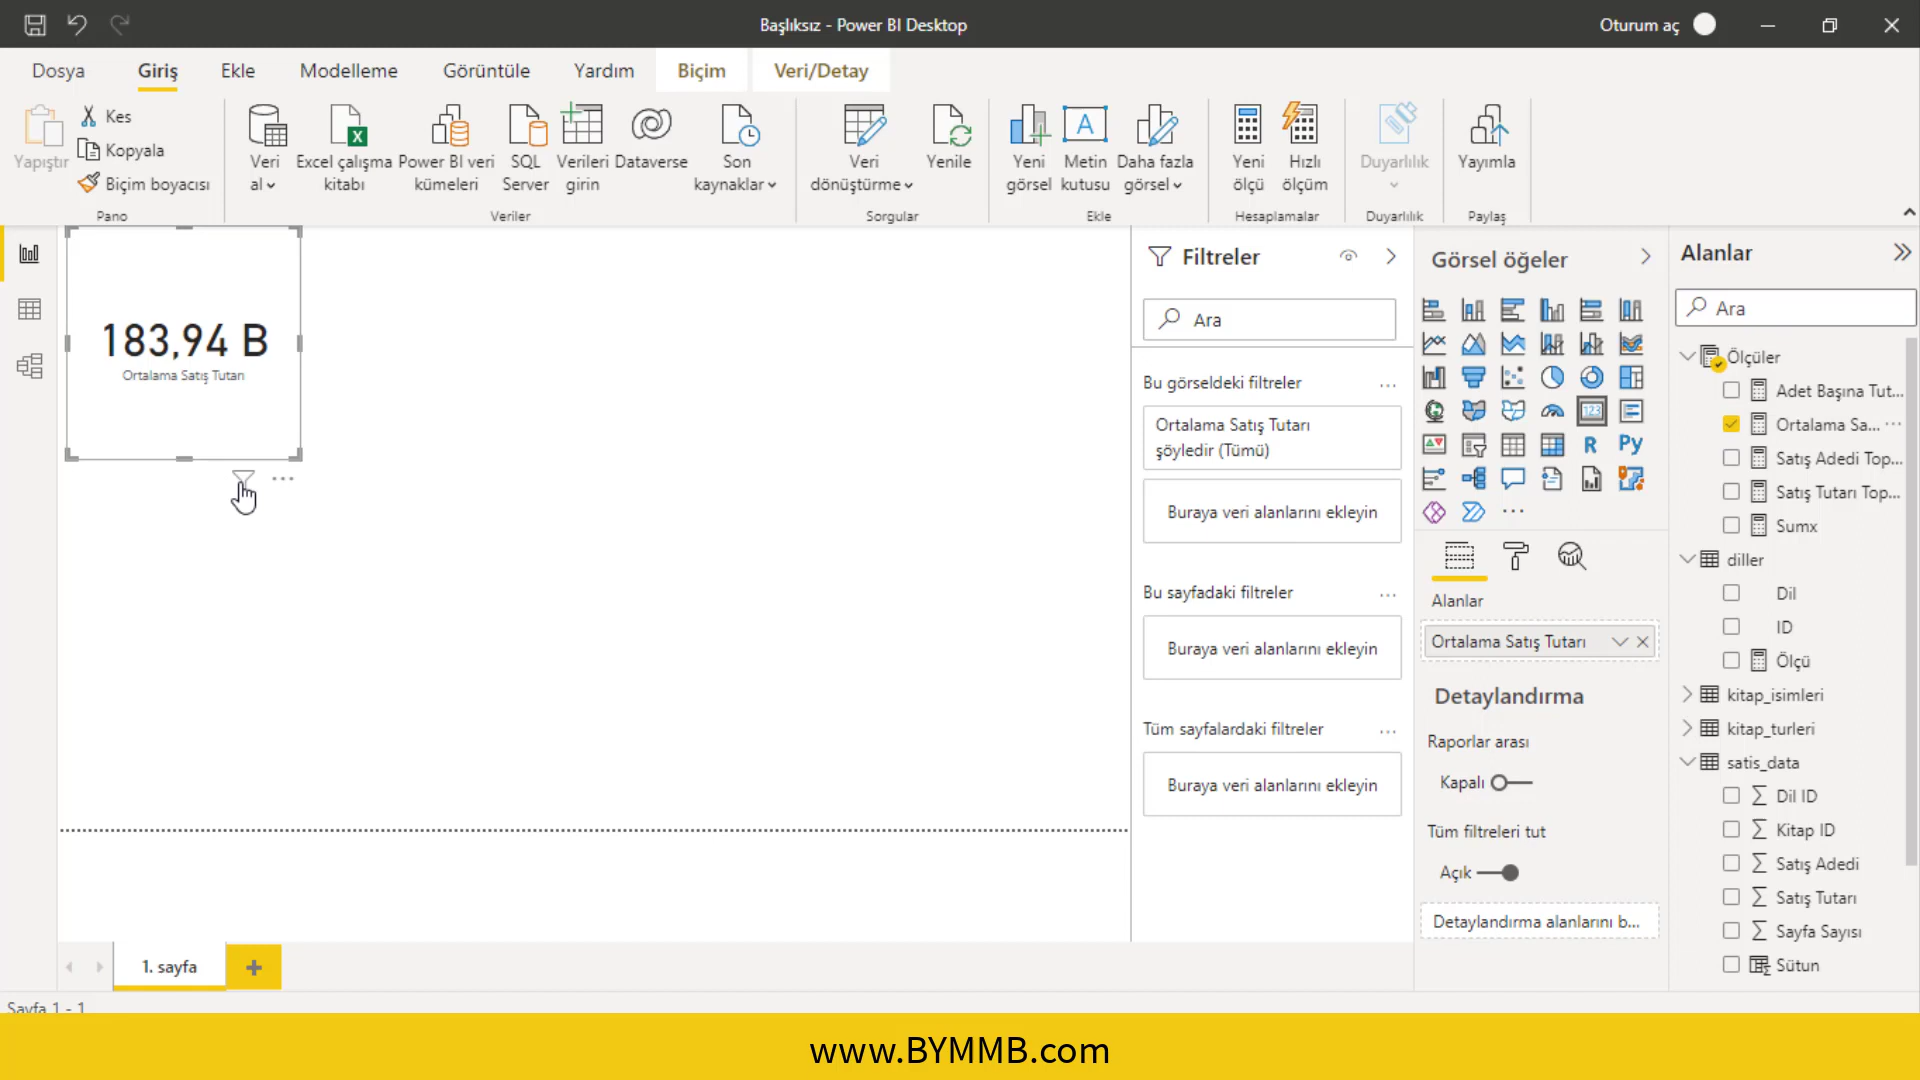 Başlıksız - Power BI Desktop
Oturum aç
Dosya
Giriş
Ekle
Modelleme
Görüntüle
Yardım
Biçim
Veri/Detay
Yapıştır
Kes
Kopyala
Biçim boyacısı
Pano
Veri
al
Excel çalışma
kitabı
Power BI veri
kümeleri
SQL
Server
Verileri
girin
Dataverse
Son
kaynaklar
Veriler
Veri
dönüştürme
Yenile
Sorgular
Yeni
görsel
Metin
kutusu
Daha fazla
görsel
Ekle
Yeni
ölçü
Hızlı
ölçüm
Hesaplamalar
Duyarlılık
Duyarlılık
Yayımla
Paylaş
183,94 B
Ortalama Satış Tutarı
Filtreler
Ara
Bu görseldeki filtreler
Ortalama Satış Tutarı
şöyledir (Tümü)
Buraya veri alanlarını ekleyin
Bu sayfadaki filtreler
Buraya veri alanlarını ekleyin
Tüm sayfalardaki filtreler
Buraya veri alanlarını ekleyin
Görsel öğeler
R
Py
Alanlar
Ortalama Satış Tutarı
Detaylandırma
Raporlar arası
Kapalı
Tüm filtreleri tut
Açık
Detaylandırma alanlarını b...
Alanlar
Ara
Ölçüler
Adet Başına Tut...
Ortalama Sa...
Satış Adedi Top...
Satış Tutarı Top...
Sumx
diller
Dil
ID
Ölçü
kitap_isimleri
kitap_turleri
satis_data
Dil ID
Kitap ID
Satış Adedi
Satış Tutarı
Sayfa Sayısı
Sütun
1. sayfa
Sayfa 1 - 1
www.BYMMB.com